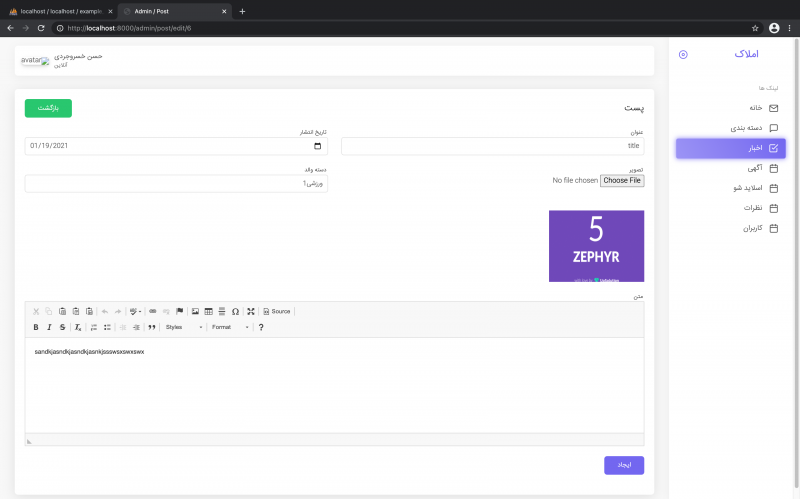 localhost / localhost / example
Admin / Post
http://localhost:8000/admin/post/edit/6
املاک
avatar
حسن خسروجردی
آنلاین
لینک ها
خانه
دسته بندی
اخبار
آگهی
اسلاید شو
نظرات
کاربران
پست
بازگشت
عنوان
title
تاریخ انتشار
01/19/2021
تصویر
Choose File No file chosen
دسته والد
ورزشی1
5
ZEPHYR
متن
Source
B I S
Styles
Format
?
sandkjasndkjasndkjasnkjssswsxswxswx
ایجاد